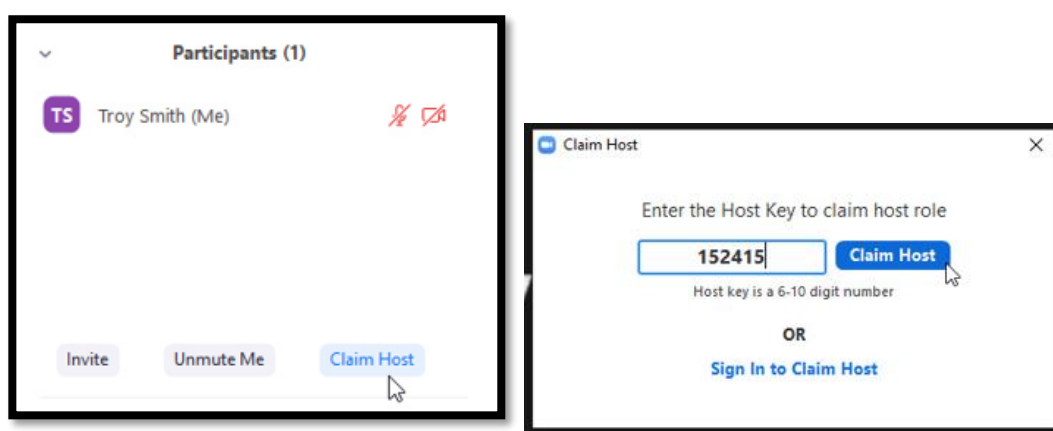 Participants (1)
TS Troy Smith (Me)
Invite Unmute Me Claim Host
Claim Host
Enter the Host Key to claim host role
152415 Claim Host
Host key is a 6-10 digit number
OR
Sign In to Claim Host